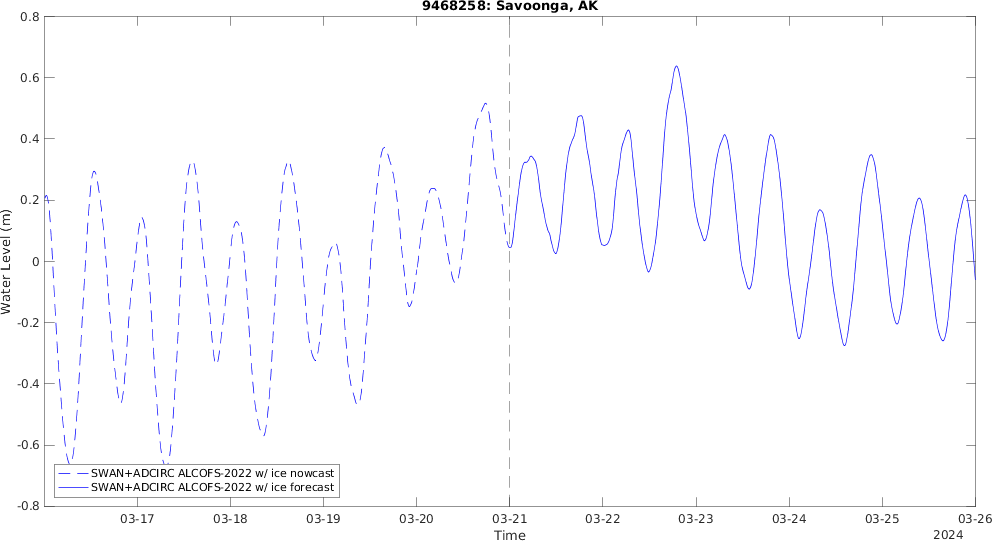 9468258: Savoonga, AK
Water Level (m)
0.8
0.6
0.4
0.2
0
-0.2
-0.4
-0.6
-0.8
SWAN+ADCIRC ALCOFS-2022 w/ ice nowcast
SWAN+ADCIRC ALCOFS-2022 w/ ice forecast
03-17 03-18 03-19 03-20 03-21 03-22 03-23 03-24 03-25 03-26
Time
2024